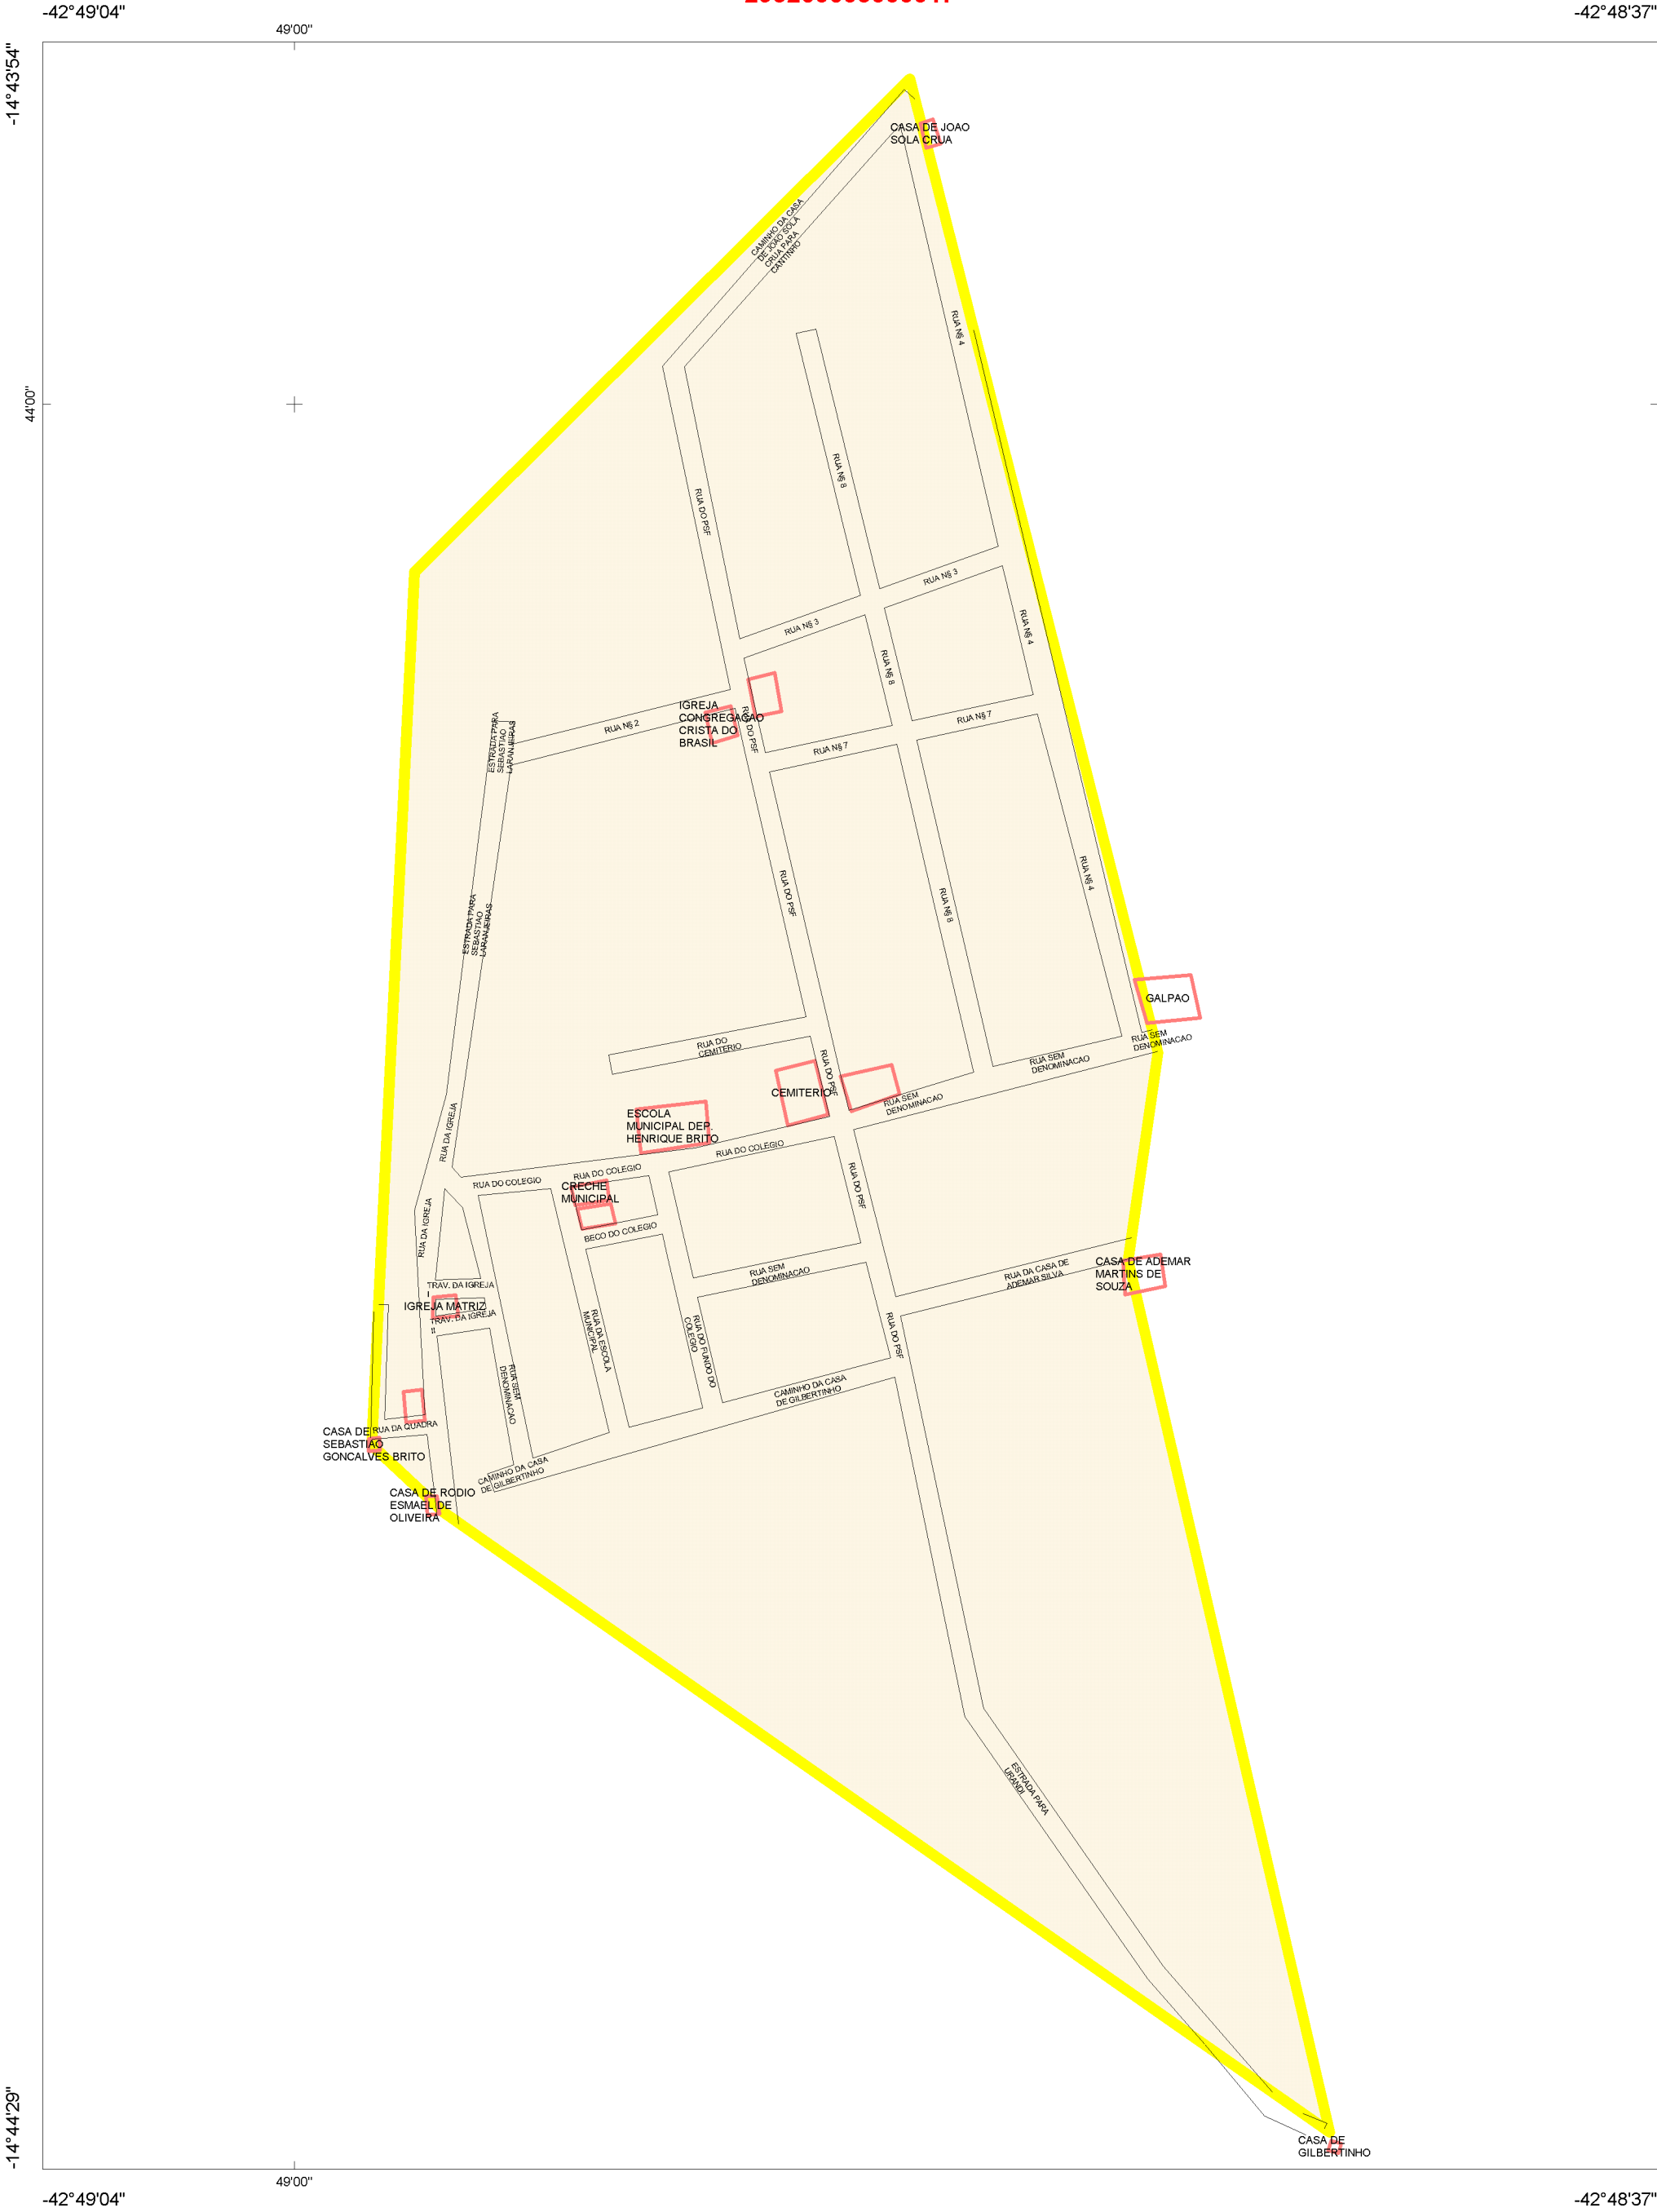 -42°49'04"
-42°48'37"
49'00"
-14°43'54"
CASA DE JOAO
SOLA CRUA
CAMINHO DA CASA
DE JOAO SOLA
CRUA PARA
CANTINHO
RUA N§ 4
44'00"
RUA N§ 8
RUA DO PSF
RUA N§ 3
RUA N§ 3
RUA N§ 4
RUA N§ 8
IGREJA
CONGREGACAO
CRISTA DO
BRASIL
RUA DO PSF
RUA N§ 7
RUA N§ 2
RUA N§ 7
ESTRADA PARA
SEBASTIAO
LARANJEIRAS
RUA DO PSF
RUA N§ 4
RUA N§ 8
ESTRADA PARA
SEBASTIAO
LARANJEIRAS
GALPAO
RUA SEM
DENOMINACAO
RUA DO
CEMITERIO
RUA SEM
DENOMINACAO
RUA DO PSF
CEMITERIO
RUA SEM
DENOMINACAO
ESCOLA
MUNICIPAL DEP.
HENRIQUE BRITO
RUA DA IGREJA
RUA DO COLEGIO
RUA DO COLEGIO
RUA DO COLEGIO
CRECHE
MUNICIPAL
RUA DO PSF
RUA DA IGREJA
BECO DO COLEGIO
RUA SEM
DENOMINACAO
RUA DA CASA DE
ADEMAR SILVA
CASA DE ADEMAR
MARTINS DE
SOUZA
TRAV. DA IGREJA
I
IGREJA MATRIZ
TRAV. DA IGREJA
II
RUA DA ESCOLA
MUNICIPAL
RUA DO FUNDO DO
COLEGIO
RUA DO PSF
RUA SEM
DENOMINACAO
CAMINHO DA CASA
DE GILBERTINHO
RUA DA QUADRA
CASA DE
SEBASTIAO
GONCALVES BRITO
CAMINHO DA CASA
DE GILBERTINHO
CASA DE RODIO
ESMAEL DE
OLIVEIRA
ESTRADA PARA
URANDI
CASA DE
GILBERTINHO
-14°44'29"
49'00"
-42°49'04"
-42°48'37"